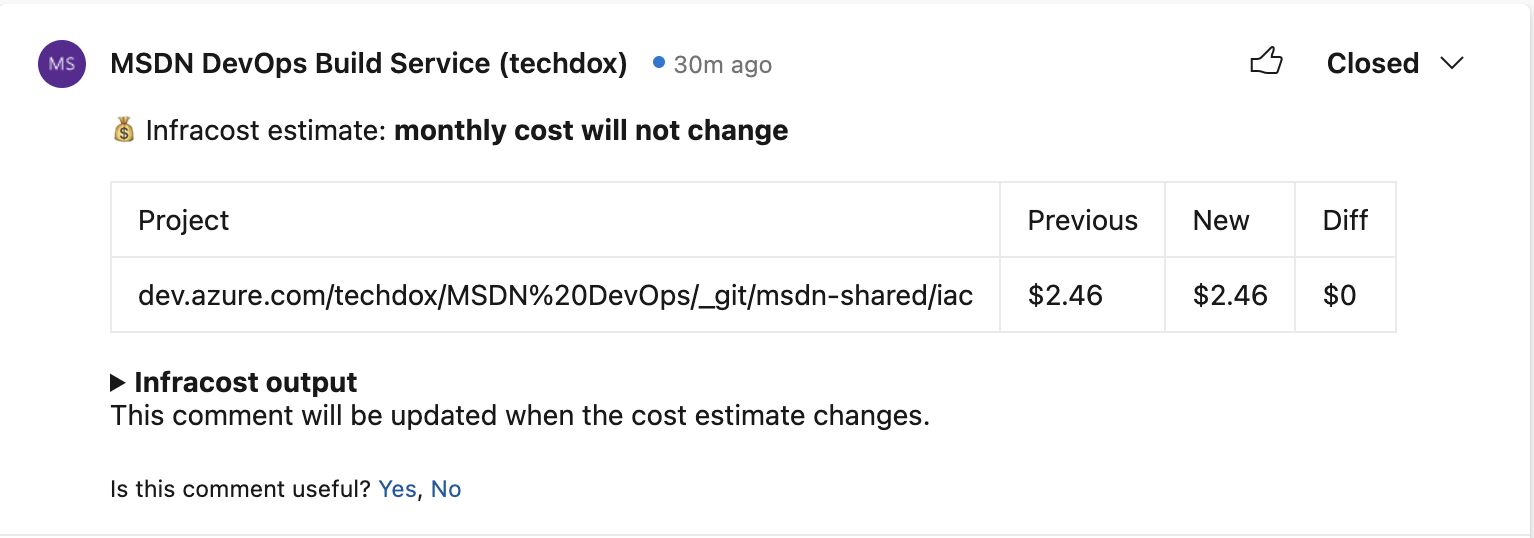 MS MSDN DevOps Build Service (techdox) 30m ago Closed
Infracost estimate: monthly cost will not change
Project Previous New Diff
dev.azure.com/techdox/MSDN%20DevOps/_git/msdn-shared/iac $2.46 $2.46 $0
Infracost output
This comment will be updated when the cost estimate changes.
Is this comment useful? Yes, No